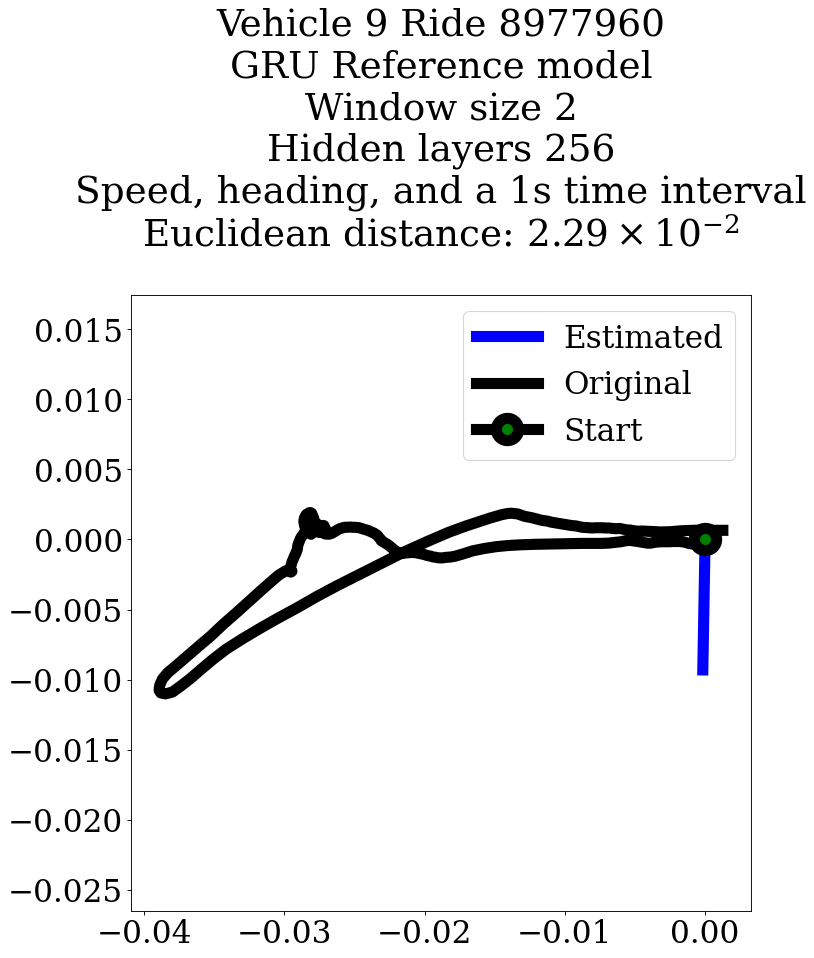 Vehicle 9 Ride 8977960
GRU Reference model
Window size 2
Hidden layers 256
Speed, heading, and a 1s time interval
Euclidean distance: 2.29 × 10⁻²
Estimated
Original
Start
0.015
0.010
0.005
0.000
−0.005
−0.010
−0.015
−0.020
−0.025
−0.04 −0.03 −0.02 −0.01 0.00